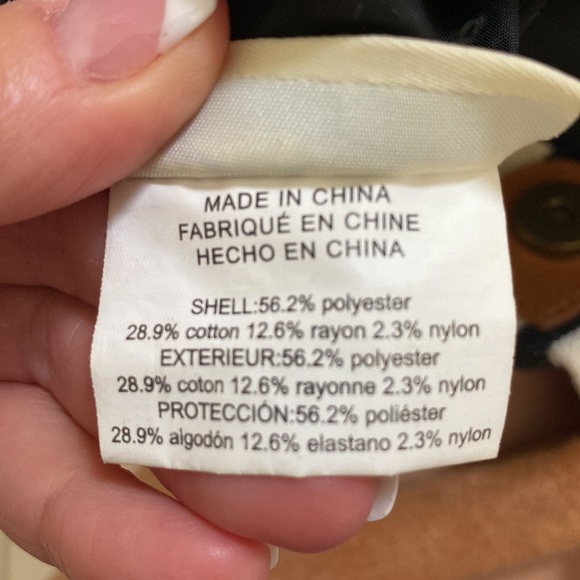 MADE IN CHINA
FABRIQUÉ EN CHINE
HECHO EN CHINA
SHELL:56.2% polyester
28.9% cotton 12.6% rayon 2.3% nylon
EXTERIEUR:56.2% polyester
28.9% coton 12.6% rayonne 2.3% nylon
PROTECCIÓN:56.2% poliéster
28.9% algodón 12.6% elastano 2.3% nylon